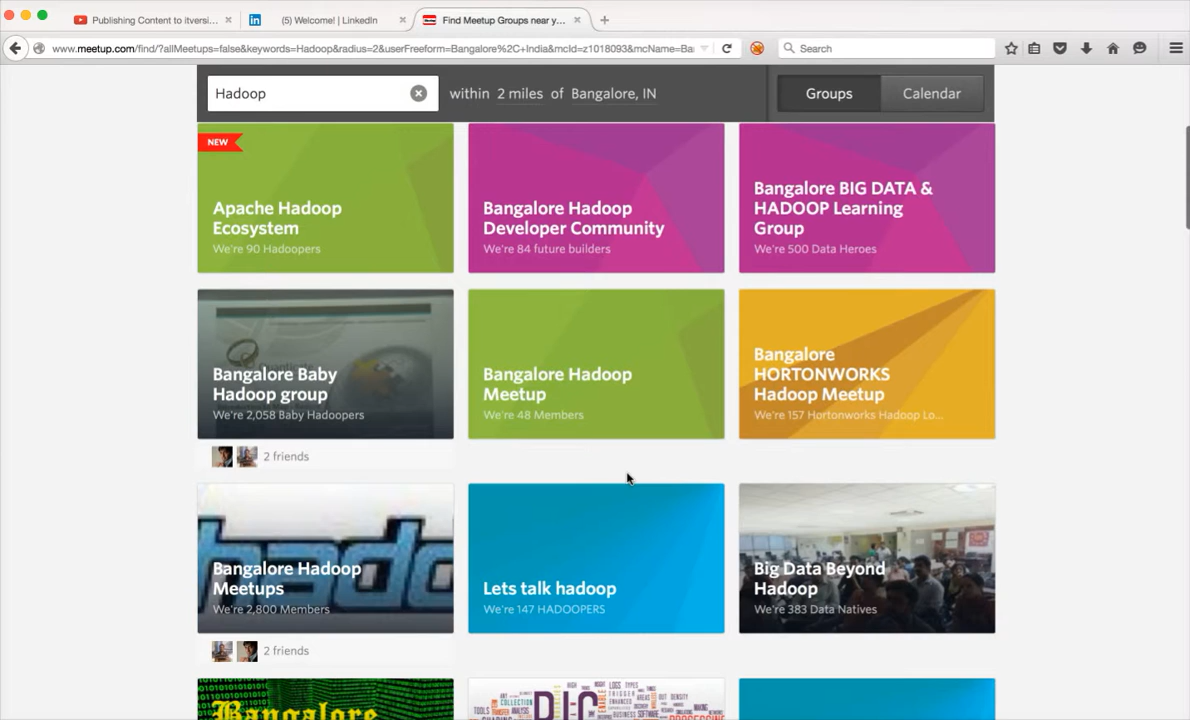 Publishing Content to itversi...
(5) Welcome! | LinkedIn
Find Meetup Groups near y...
www.meetup.com/find/?allMeetups=false&keywords=Hadoop&radius=2&userFreeform=Bangalore%2C+India&mcId=z1018093&mcName=Ba
Search
Hadoop
within 2 miles of Bangalore, IN
Groups
Calendar
NEW
Apache Hadoop
Ecosystem
We're 90 Hadoopers
Bangalore Hadoop
Developer Community
We're 84 future builders
Bangalore BIG DATA &
HADOOP Learning
Group
We're 500 Data Heroes
Bangalore Baby
Hadoop group
We're 2,058 Baby Hadoopers
2 friends
Bangalore Hadoop
Meetup
We're 48 Members
Bangalore
HORTONWORKS
Hadoop Meetup
We're 157 Hortonworks Hadoop Lo...
Bangalore Hadoop
Meetups
We're 2,800 Members
2 friends
Lets talk hadoop
We're 147 HADOOPERS
Big Data Beyond
Hadoop
We're 383 Data Natives
Bangalore